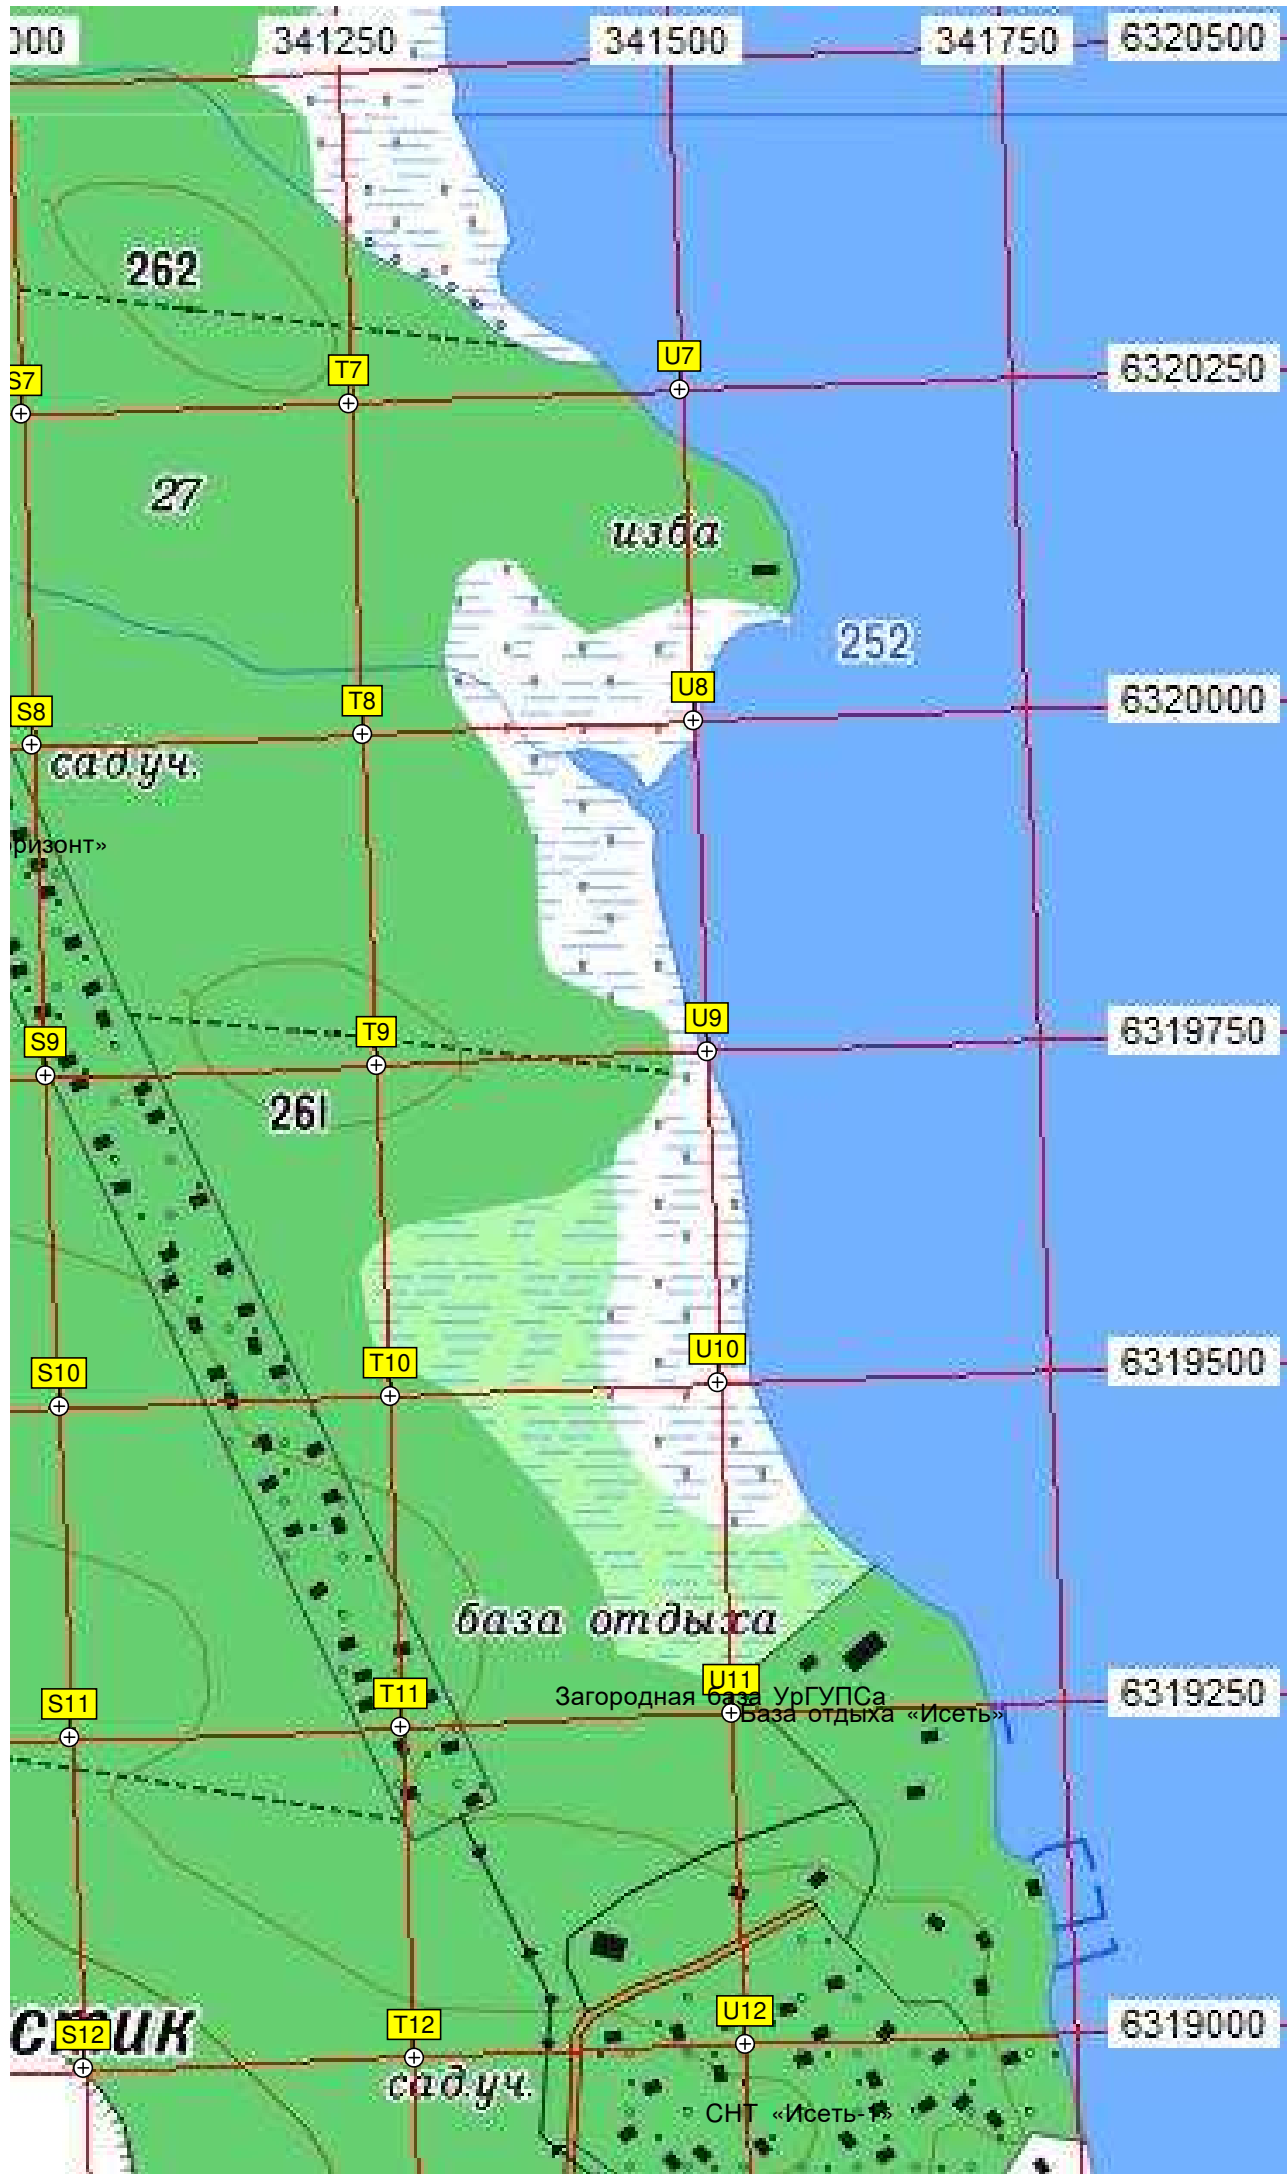 000 341250 341500 341750 6320500
262
U7
T7
6320250
S7
27
изба
252
U8
T8
6320000
S8
сад.уч.
ризонт»
U9
T9
6319750
S9
261
U10
T10
6319500
S10
база отдыха
U11
T11
6319250
S11
Загородная база УрГУПСа
База отдыха «Исеть»
U12
T12
6319000
S12
стик
сад.уч.
СНТ «Исеть-1»